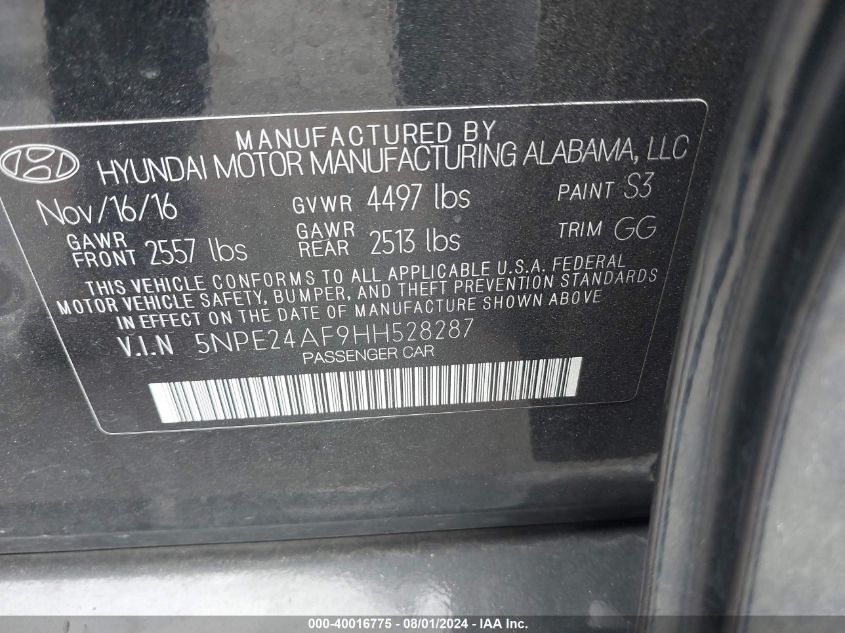 MANUFACTURED BY
HYUNDAI MOTOR MANUFACTURING ALABAMA, LLC
Nov/16/16 GVWR 4497 lbs PAINT S3
GAWR FRONT 2557 lbs GAWR REAR 2513 lbs TRIM GG
THIS VEHICLE CONFORMS TO ALL APPLICABLE U.S.A. FEDERAL
MOTOR VEHICLE SAFETY, BUMPER, AND THEFT PREVENTION STANDARDS
IN EFFECT ON THE DATE OF MANUFACTURE SHOWN ABOVE
V.I.N 5NPE24AF9HH528287
PASSENGER CAR
000-40016775 - 08/01/2024 - IAAI.com